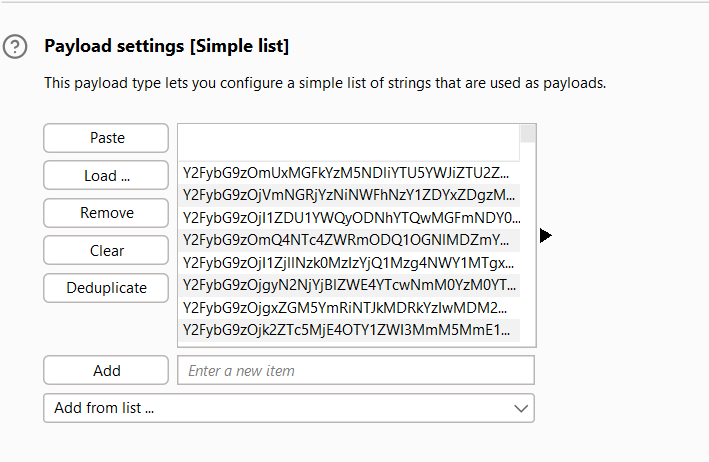 Payload settings [Simple list]
This payload type lets you configure a simple list of strings that are used as payloads.
Paste
Load ...
Remove
Clear
Deduplicate
Y2FybG9zOmUxMGFkYzM5NDliYTU5YWJiZTU2Z...
Y2FybG9zOjVmNGRjYzNiNWFhNzY1ZDYxZDgzM...
Y2FybG9zOjI1ZDU1YWQyODNhYTQwMGFmNDY0...
Y2FybG9zOmQ4NTc4ZWRmODQ1OGNlMDZmY...
Y2FybG9zOjI1ZjllNzk0MzIzYjQ1Mzg4NWY1MTgx...
Y2FybG9zOjgyN2NjYjBlZWE4YTcwNmM0YzM0YT...
Y2FybG9zOjgxZGM5YmRiNTJkMDRkYzIwMDM2...
Y2FybG9zOjk2ZTc5MjE4OTY1ZWI3MmM5MmE1...
Add
Enter a new item
Add from list ...